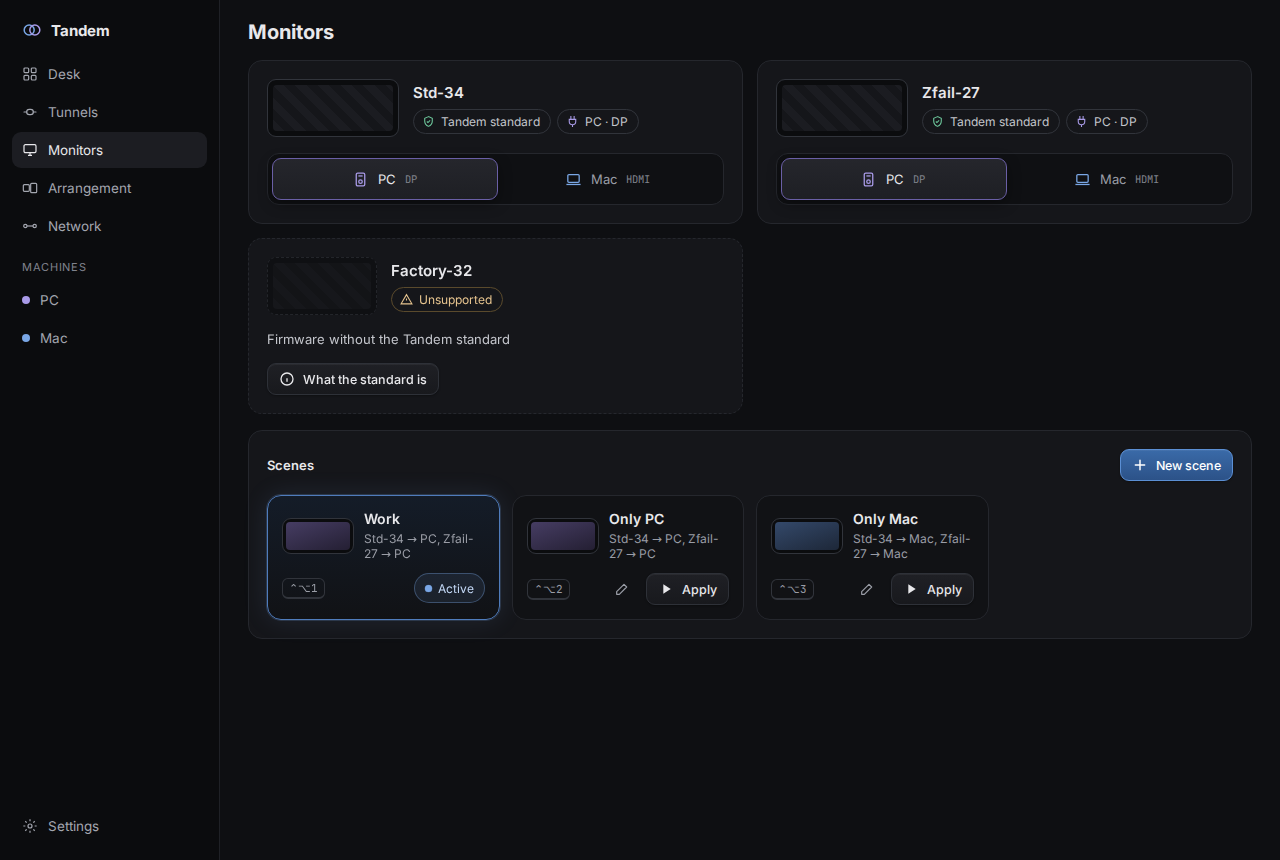 Tandem
Desk
Tunnels
Monitors
Arrangement
Network
MACHINES
PC
Mac
Settings
Monitors
Std-34
Tandem standard
PC · DP
PC DP
Mac HDMI
Zfail-27
Tandem standard
PC · DP
PC DP
Mac HDMI
Factory-32
Unsupported
Firmware without the Tandem standard
What the standard is
Scenes
New scene
Work
Std-34 → PC, Zfail-
27 → PC
⌃⌥1
Active
Only PC
Std-34 → PC, Zfail-
27 → PC
⌃⌥2
Apply
Only Mac
Std-34 → Mac, Zfail-
27 → Mac
⌃⌥3
Apply